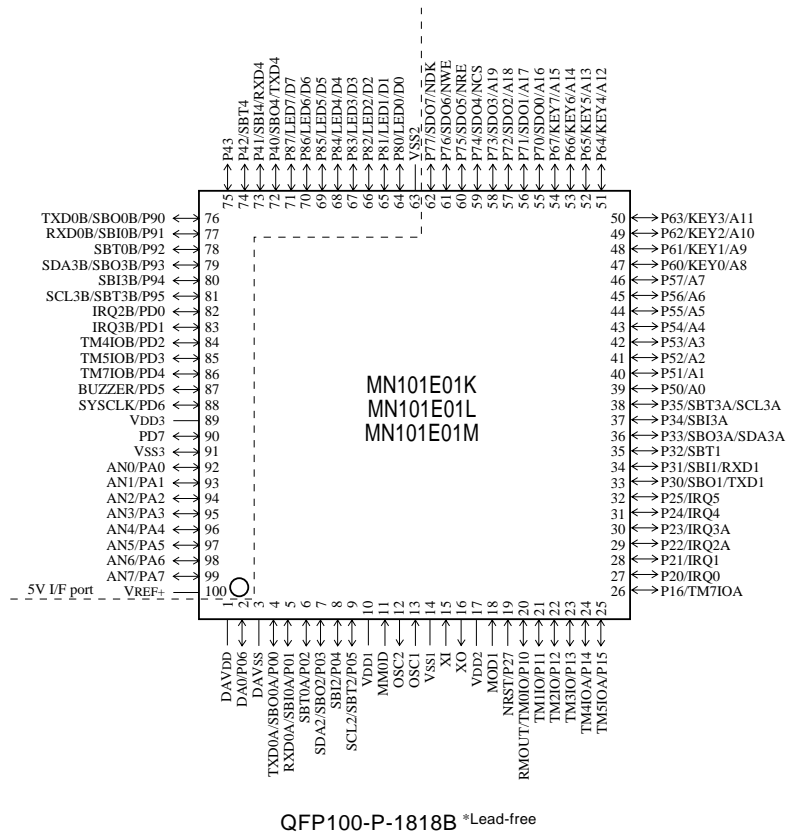 P43
P42/SBT4
P41/SBI4/RXD4
P40/SBO4/TXD4
P87/LED7/D7
P86/LED6/D6
P85/LED5/D5
P84/LED4/D4
P83/LED3/D3
P82/LED2/D2
P81/LED1/D1
P80/LED0/D0
VSS2
P77/SDO7/NDK
P76/SDO6/NWE
P75/SDO5/NRE
P74/SDO4/NCS
P73/SDO3/A19
P72/SDO2/A18
P71/SDO1/A17
P70/SDO0/A16
P67/KEY7/A15
P66/KEY6/A14
P65/KEY5/A13
P64/KEY4/A12
75 74 73 72 71 70 69 68 67 66 65 64 63 62 61 60 59 58 57 56 55 54 53 52 51
TXD0B/SBO0B/P90 76
RXD0B/SBI0B/P91 77
SBT0B/P92 78
SDA3B/SBO3B/P93 79
SBI3B/P94 80
SCL3B/SBT3B/P95 81
IRQ2B/PD0 82
IRQ3B/PD1 83
TM4IOB/PD2 84
TM5IOB/PD3 85
TM7IOB/PD4 86
BUZZER/PD5 87
SYSCLK/PD6 88
VDD3 89
PD7 90
VSS3 91
AN0/PA0 92
AN1/PA1 93
AN2/PA2 94
AN3/PA3 95
AN4/PA4 96
AN5/PA5 97
AN6/PA6 98
AN7/PA7 99
5V I/F port VREF+ 100
MN101E01K
MN101E01L
MN101E01M
50 P63/KEY3/A11
49 P62/KEY2/A10
48 P61/KEY1/A9
47 P60/KEY0/A8
46 P57/A7
45 P56/A6
44 P55/A5
43 P54/A4
42 P53/A3
41 P52/A2
40 P51/A1
39 P50/A0
38 P35/SBT3A/SCL3A
37 P34/SBI3A
36 P33/SBO3A/SDA3A
35 P32/SBT1
34 P31/SBI1/RXD1
33 P30/SBO1/TXD1
32 P25/IRQ5
31 P24/IRQ4
30 P23/IRQ3A
29 P22/IRQ2A
28 P21/IRQ1
27 P20/IRQ0
26 P16/TM7IOA
1 2 3 4 5 6 7 8 9 10 11 12 13 14 15 16 17 18 19 20 21 22 23 24 25
DAVDD
DA0/P06
DAVSS
TXD0A/SBO0A/P00
RXD0A/SBI0A/P01
SBT0A/P02
SDA2/SBO2/P03
SBI2/P04
SCL2/SBT2/P05
VDD1
MM0D
OSC2
OSC1
VSS1
XI
XO
VDD2
MOD1
NRST/P27
RMOUT/TM0IO/P10
TM1IO/P11
TM2IO/P12
TM3IO/P13
TM4IOA/P14
TM5IOA/P15
QFP100-P-1818B *Lead-free